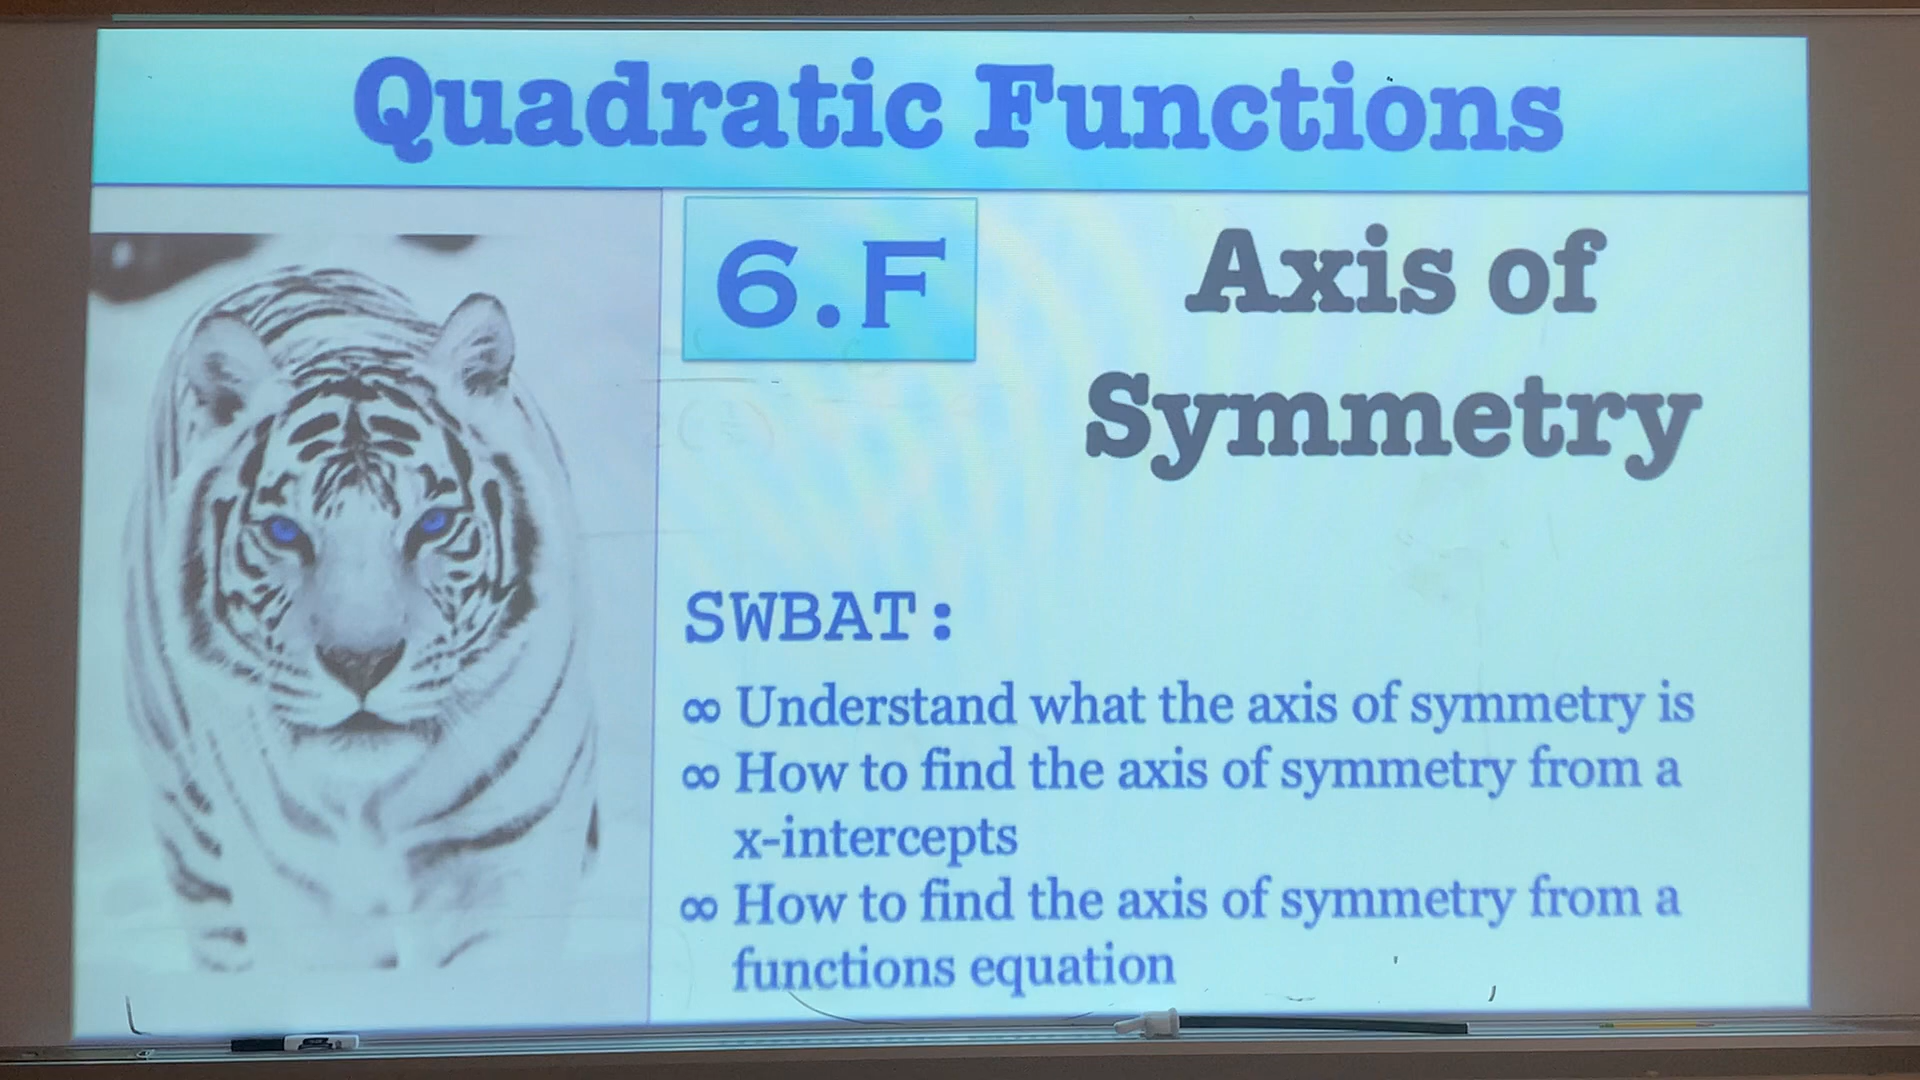 Quadratic Functions
6.F
Axis of
Symmetry
SWBAT:
∞ Understand what the axis of symmetry is
∞ How to find the axis of symmetry from a
x-intercepts
∞ How to find the axis of symmetry from a
functions equation